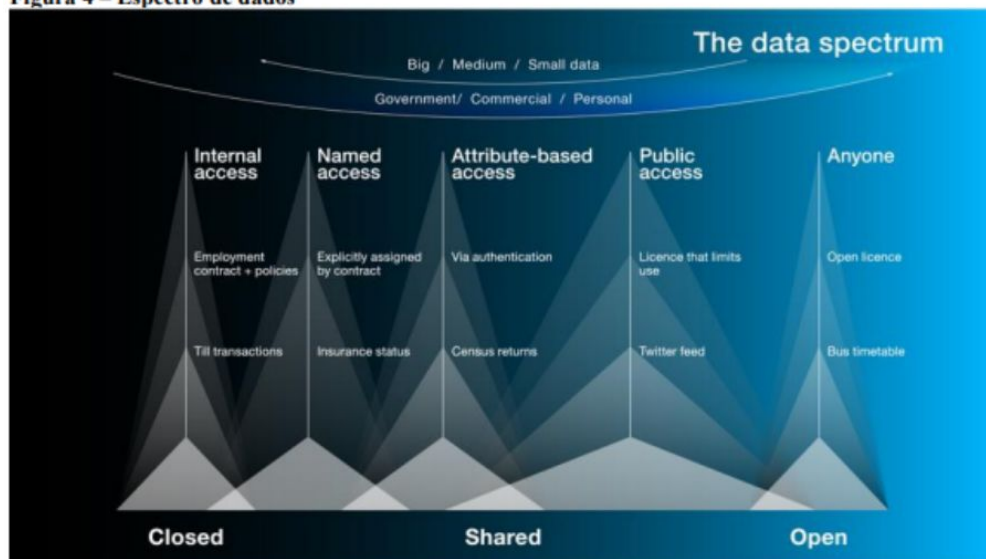 Figura 4 – Espectro de dados
The data spectrum
Big / Medium / Small data
Government/ Commercial / Personal
Internal access
Named access
Attribute-based access
Public access
Anyone
Employment contract + policies
Explicitly assigned by contract
Via authentication
Licence that limits use
Open licence
Till transactions
Insurance status
Census returns
Twitter feed
Bus timetable
Closed
Shared
Open